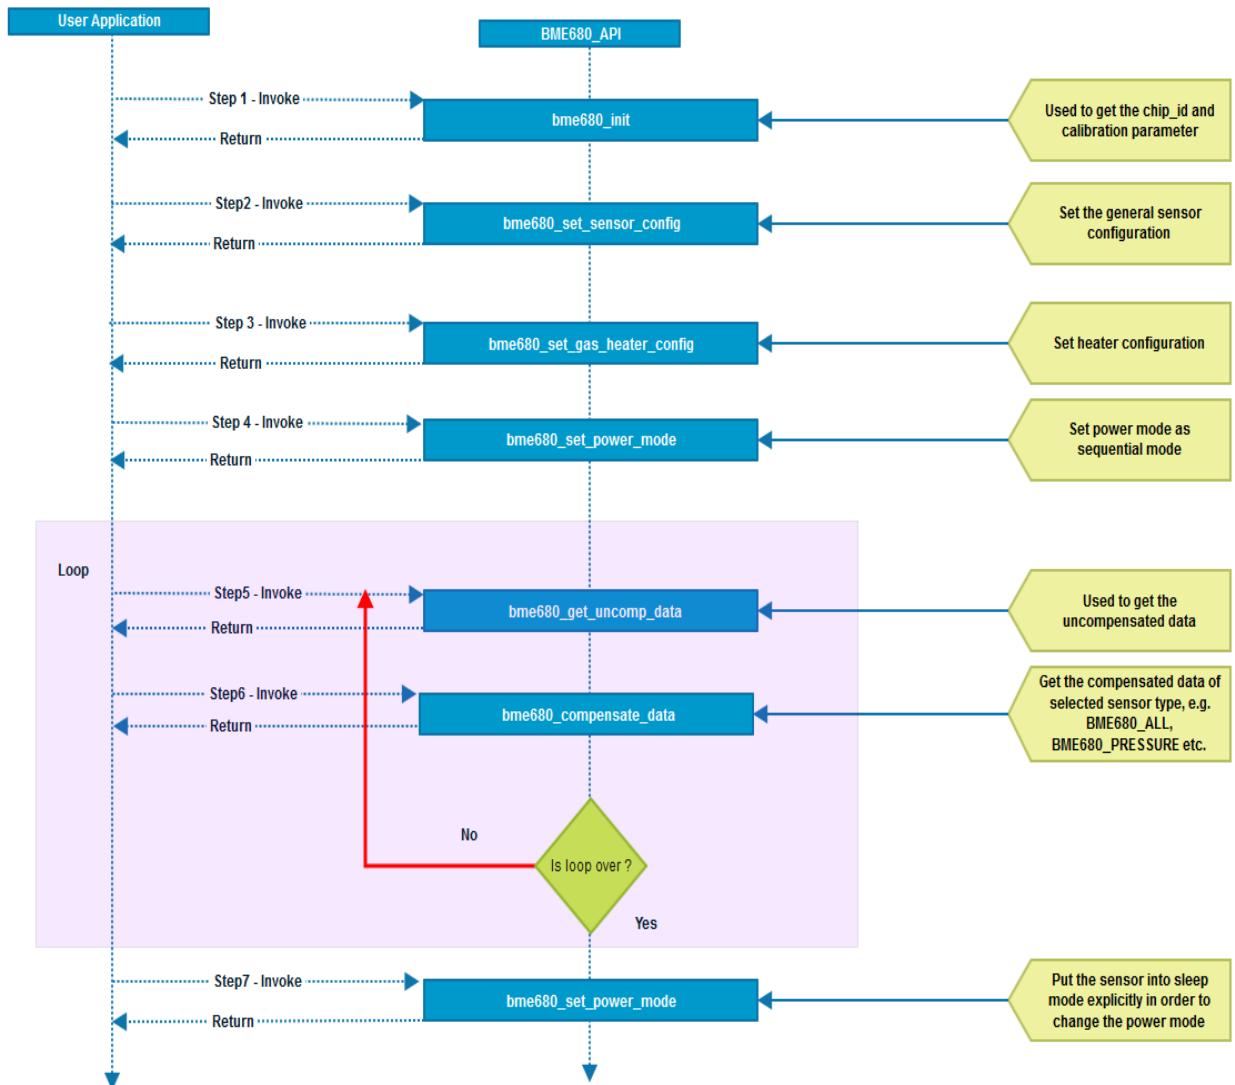 User Application
BME680_API
Step 1 - Invoke
bme680_init
Return
Used to get the chip_id and
calibration parameter
Step2 - Invoke
bme680_set_sensor_config
Return
Set the general sensor
configuration
Step 3 - Invoke
bme680_set_gas_heater_config
Return
Set heater configuration
Step 4 - Invoke
bme680_set_power_mode
Return
Set power mode as
sequential mode
Loop
Step5 - Invoke
bme680_get_uncomp_data
Return
Used to get the
uncompensated data
Step6 - Invoke
bme680_compensate_data
Return
Get the compensated data of
selected sensor type, e.g.
BME680_ALL,
BME680_PRESSURE etc.
No
Is loop over ?
Yes
Step7 - Invoke
bme680_set_power_mode
Return
Put the sensor into sleep
mode explicitly in order to
change the power mode